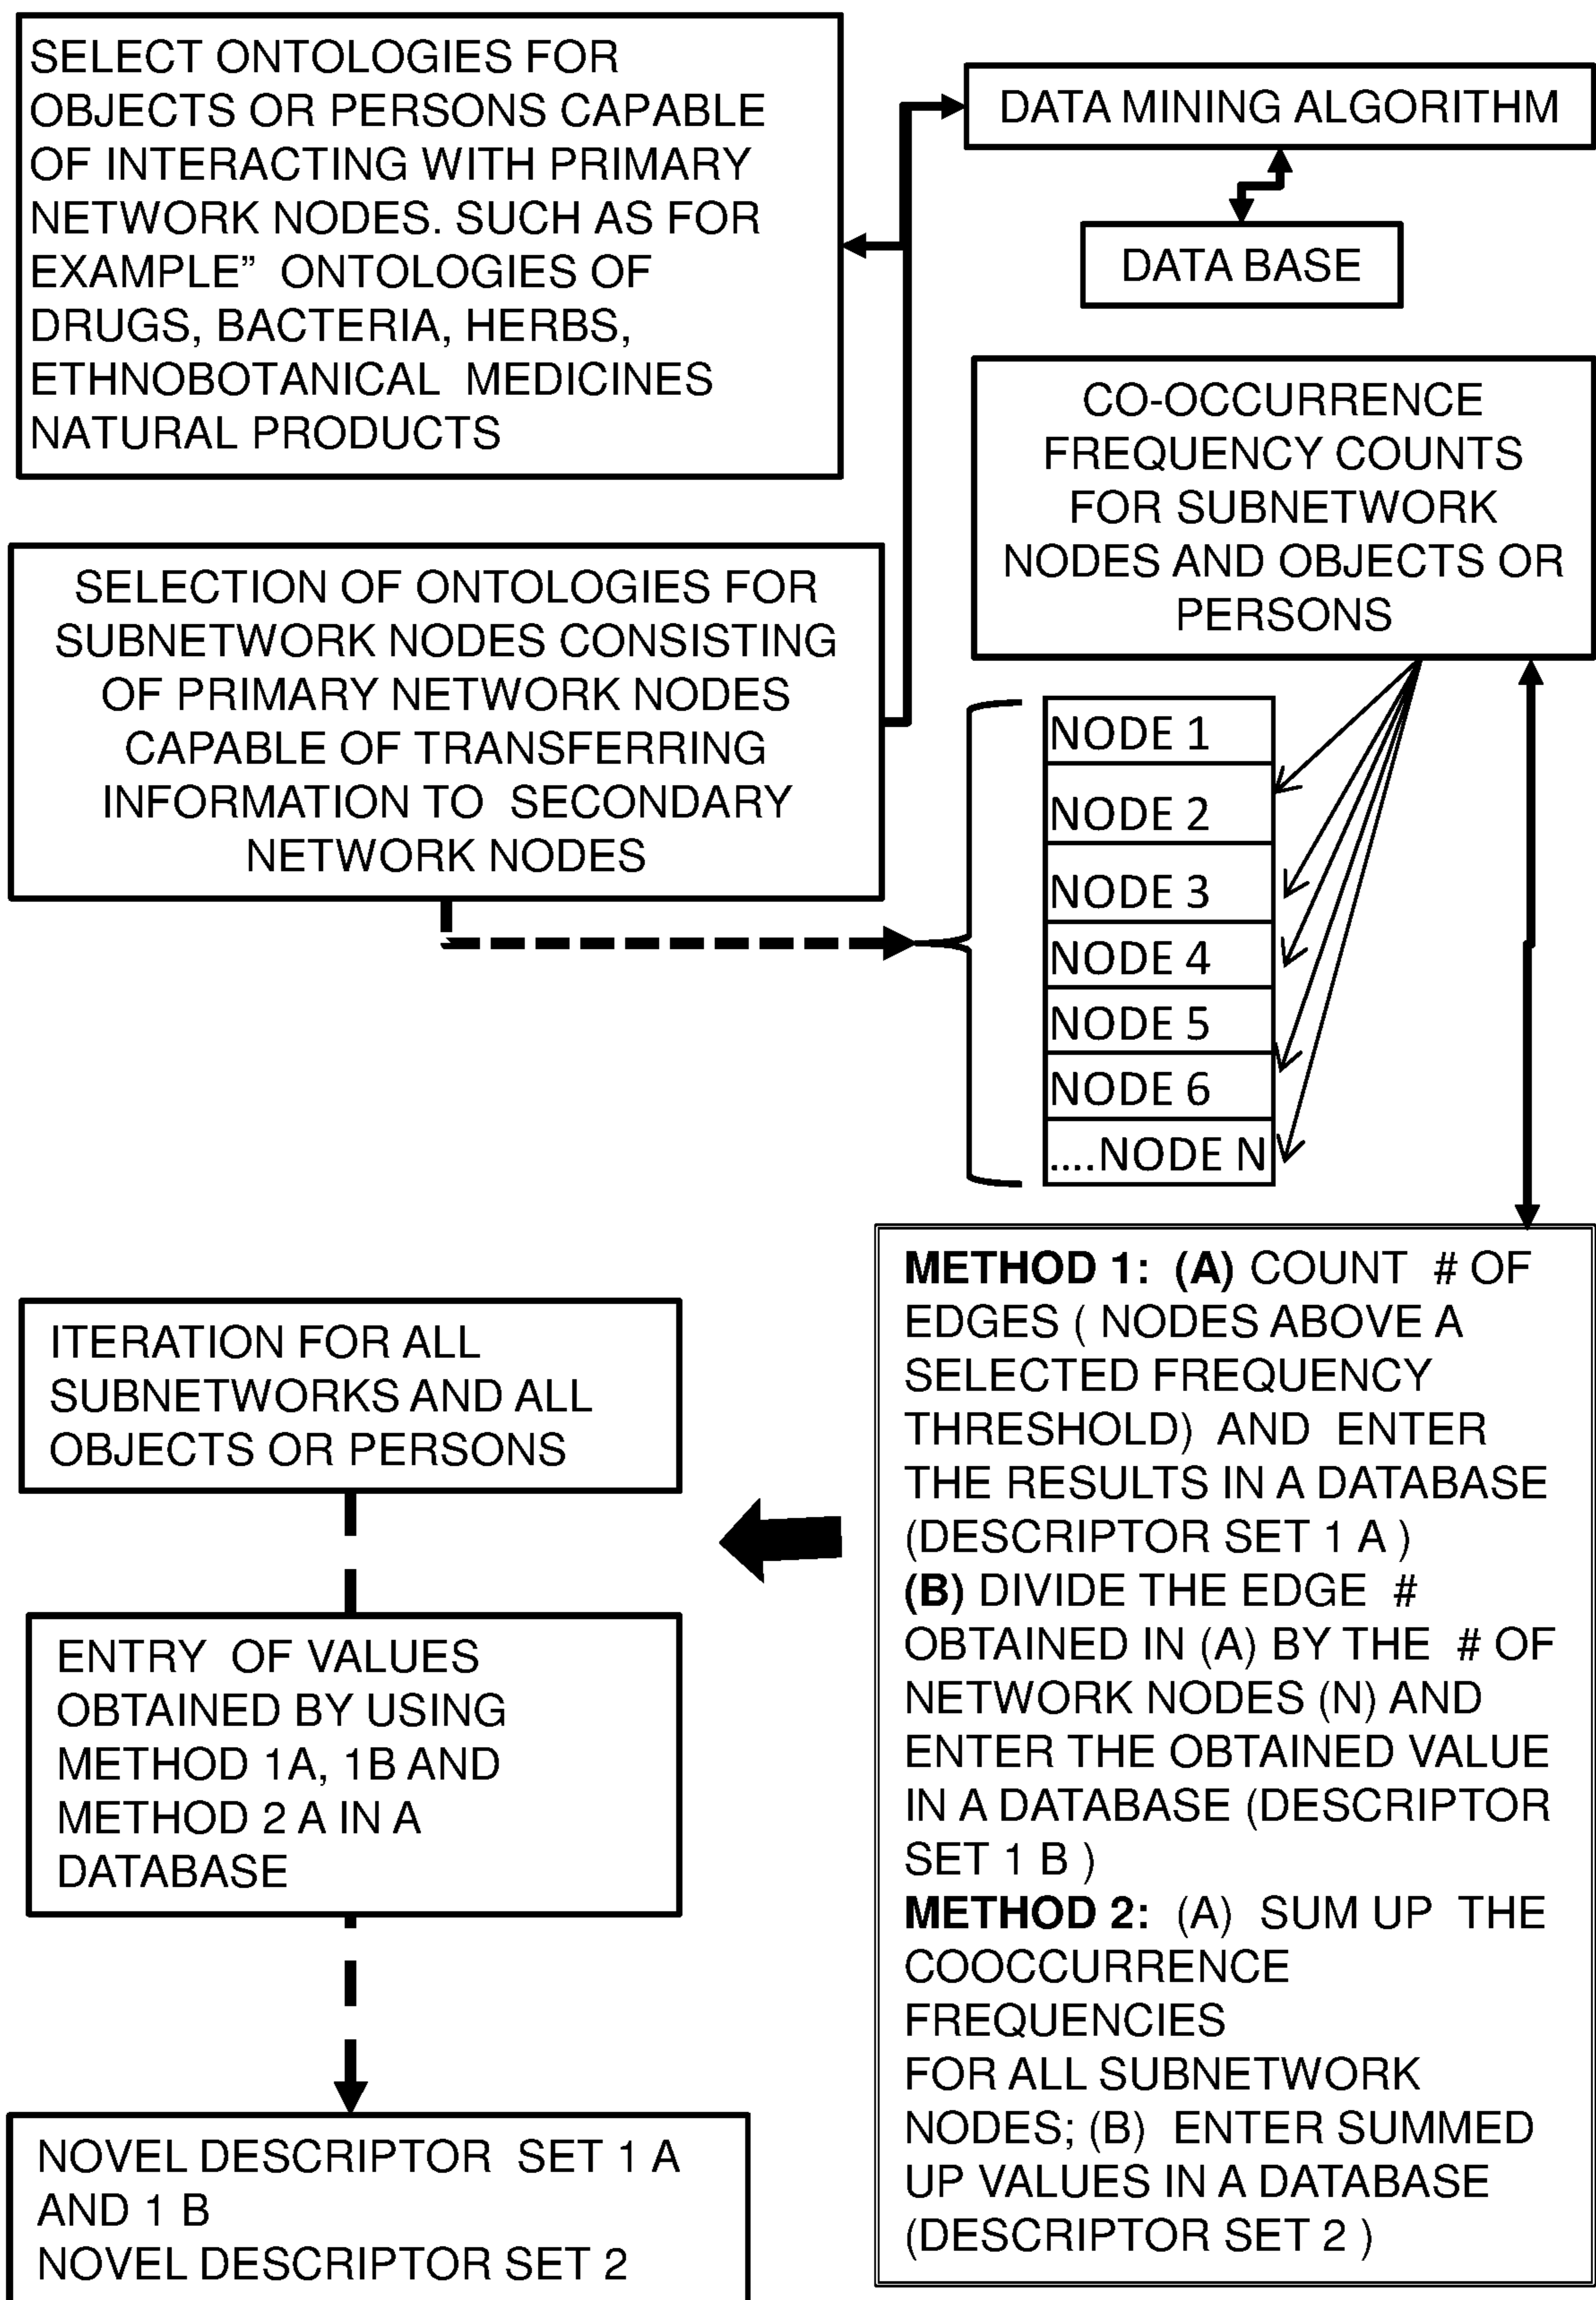 SELECT ONTOLOGIES FOR
OBJECTS OR PERSONS CAPABLE
OF INTERACTING WITH PRIMARY
NETWORK NODES. SUCH AS FOR
EXAMPLE” ONTOLOGIES OF
DRUGS, BACTERIA, HERBS,
ETHNOBOTANICAL MEDICINES
NATURAL PRODUCTS
DATA MINING ALGORITHM
DATA BASE
CO-OCCURRENCE
FREQUENCY COUNTS
FOR SUBNETWORK
NODES AND OBJECTS OR
PERSONS
SELECTION OF ONTOLOGIES FOR
SUBNETWORK NODES CONSISTING
OF PRIMARY NETWORK NODES
CAPABLE OF TRANSFERRING
INFORMATION TO SECONDARY
NETWORK NODES
NODE 1
NODE 2
NODE 3
NODE 4
NODE 5
NODE 6
....NODE N
METHOD 1: (A) COUNT # OF
EDGES ( NODES ABOVE A
SELECTED FREQUENCY
THRESHOLD) AND ENTER
THE RESULTS IN A DATABASE
(DESCRIPTOR SET 1 A )
(B) DIVIDE THE EDGE #
OBTAINED IN (A) BY THE # OF
NETWORK NODES (N) AND
ENTER THE OBTAINED VALUE
IN A DATABASE (DESCRIPTOR
SET 1 B )
METHOD 2: (A) SUM UP THE
COOCCURRENCE
FREQUENCIES
FOR ALL SUBNETWORK
NODES; (B) ENTER SUMMED
UP VALUES IN A DATABASE
(DESCRIPTOR SET 2 )
ITERATION FOR ALL
SUBNETWORKS AND ALL
OBJECTS OR PERSONS
ENTRY OF VALUES
OBTAINED BY USING
METHOD 1A, 1B AND
METHOD 2 A IN A
DATABASE
NOVEL DESCRIPTOR SET 1 A
AND 1 B
NOVEL DESCRIPTOR SET 2